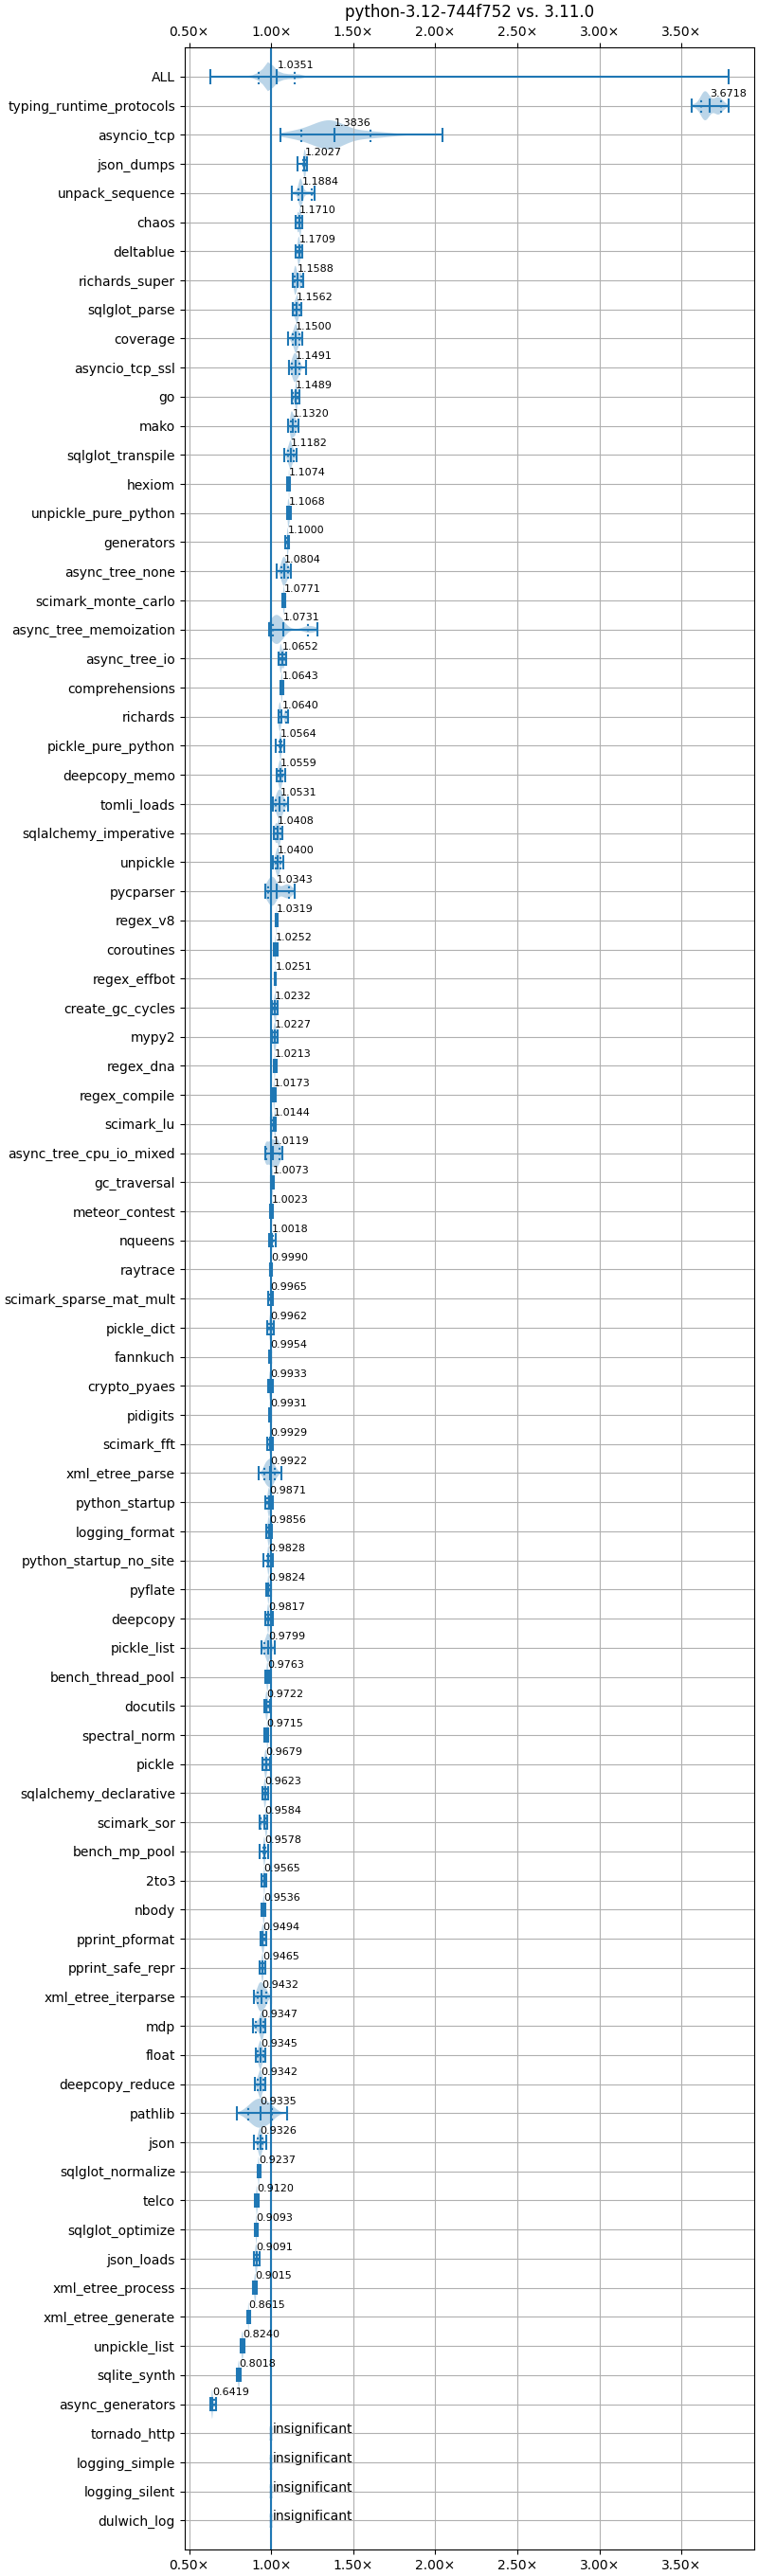 python-3.12-744f752 vs. 3.11.0
0.50× 1.00× 1.50× 2.00× 2.50× 3.00× 3.50×
ALL 1.0351
typing_runtime_protocols 3.6718
asyncio_tcp 1.3836
json_dumps 1.2027
unpack_sequence 1.1884
chaos 1.1710
deltablue 1.1709
richards_super 1.1588
sqlglot_parse 1.1562
coverage 1.1500
asyncio_tcp_ssl 1.1491
go 1.1489
mako 1.1320
sqlglot_transpile 1.1182
hexiom 1.1074
unpickle_pure_python 1.1068
generators 1.1000
async_tree_none 1.0804
scimark_monte_carlo 1.0771
async_tree_memoization 1.0731
async_tree_io 1.0652
comprehensions 1.0643
richards 1.0640
pickle_pure_python 1.0564
deepcopy_memo 1.0559
tomli_loads 1.0531
sqlalchemy_imperative 1.0408
unpickle 1.0400
pycparser 1.0343
regex_v8 1.0319
coroutines 1.0252
regex_effbot 1.0251
create_gc_cycles 1.0232
mypy2 1.0227
regex_dna 1.0213
regex_compile 1.0173
scimark_lu 1.0144
async_tree_cpu_io_mixed 1.0119
gc_traversal 1.0073
meteor_contest 1.0023
nqueens 1.0018
raytrace 0.9990
scimark_sparse_mat_mult 0.9965
pickle_dict 0.9962
fannkuch 0.9954
crypto_pyaes 0.9933
pidigits 0.9931
scimark_fft 0.9929
xml_etree_parse 0.9922
python_startup 0.9871
logging_format 0.9856
python_startup_no_site 0.9828
pyflate 0.9824
deepcopy 0.9817
pickle_list 0.9799
bench_thread_pool 0.9763
docutils 0.9722
spectral_norm 0.9715
pickle 0.9679
sqlalchemy_declarative 0.9623
scimark_sor 0.9584
bench_mp_pool 0.9578
2to3 0.9565
nbody 0.9536
pprint_pformat 0.9494
pprint_safe_repr 0.9465
xml_etree_iterparse 0.9432
mdp 0.9347
float 0.9345
deepcopy_reduce 0.9342
pathlib 0.9335
json 0.9326
sqlglot_normalize 0.9237
telco 0.9120
sqlglot_optimize 0.9093
json_loads 0.9091
xml_etree_process 0.9015
xml_etree_generate 0.8615
unpickle_list 0.8240
sqlite_synth 0.8018
async_generators 0.6419
tornado_http insignificant
logging_simple insignificant
logging_silent insignificant
dulwich_log insignificant
0.50× 1.00× 1.50× 2.00× 2.50× 3.00× 3.50×